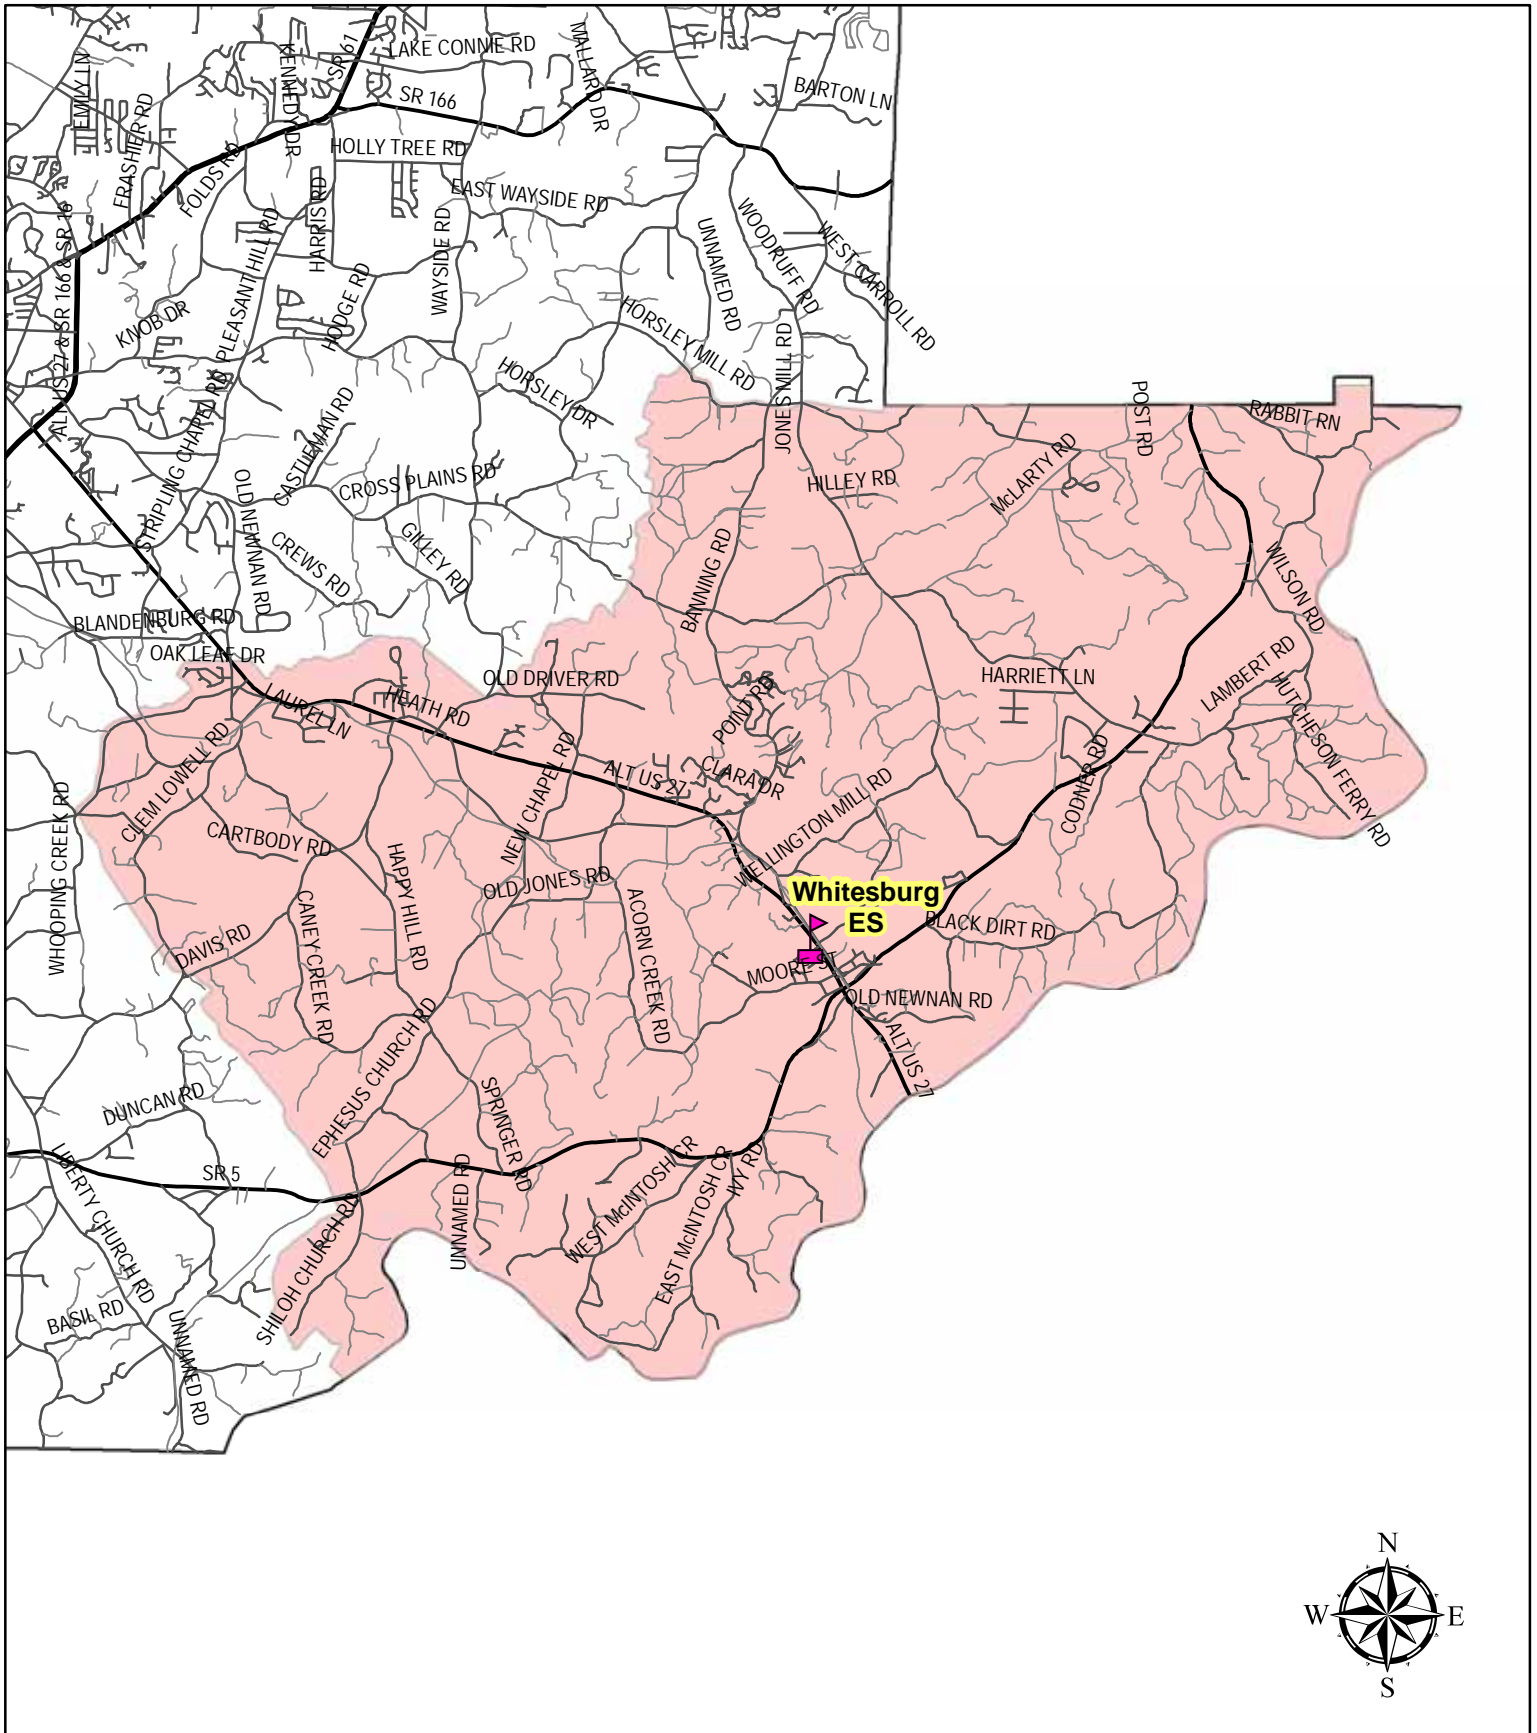 LAKE CONNIE RD
SR 61
KENNEDY DR
EMILY LN
MALLARD DR
BARTON LN
SR 166
FRASHIER RD
HOLLY TREE RD
FOLDS RD
EAST WAYSIDE RD
HARRIS RD
WAYSIDE RD
WOODRUFF RD
UNNAMED RD
WEST CARROLL RD
ALT US 27 & SR 166 & SR 16
PLEASANT HILL RD
HODGE RD
KNOB DR
HORSLEY MILL RD
JONES MILL RD
HORSLEY DR
POST RD
RABBIT RN
STRIPLING CHAPEL RD
CASTLEMAN RD
CROSS PLAINS RD
HILLEY RD
McLARTY RD
OLD NEWNAN RD
CREWS RD
GILLEY RD
BANNING RD
WILSON RD
BLANDENBURG RD
OAK LEAF DR
OLD DRIVER RD
HARRIETT LN
LAMBERT RD
LAUREL LN
HEATH RD
POINT RD
HUTCHESON FERRY RD
CLEM LOWELL RD
NEW CHAPEL RD
ALT US 27
CLARA DR
CODNER RD
WHOOPING CREEK RD
CARTBODY RD
WELLINGTON MILL RD
HAPPY HILL RD
OLD JONES RD
Whitesburg
ES
CANEY CREEK RD
ACORN CREEK RD
BLACK DIRT RD
DAVIS RD
MOORE ST
OLD NEWNAN RD
ALT US 27
EPHESUS CHURCH RD
DUNCAN RD
SPRINGER RD
SR 5
LIBERTY CHURCH RD
UNNAMED RD
WEST McINTOSH CR
EAST McINTOSH CR
IVY RD
SHILOH CHURCH RD
BASIL RD
UNNAMED RD
N
W
E
S